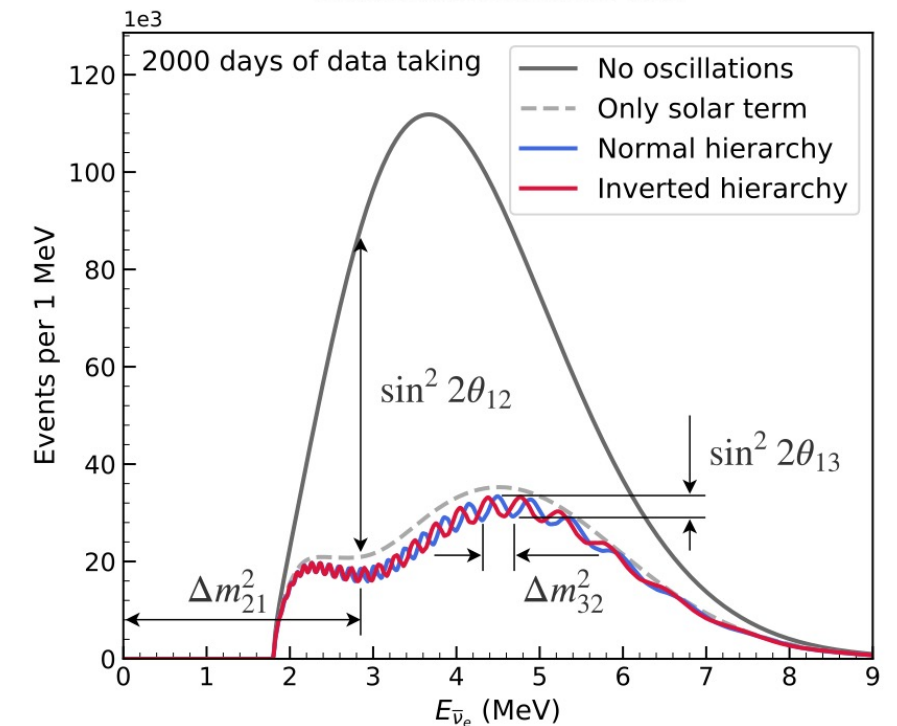 1e3
2000 days of data taking
No oscillations
Only solar term
Normal hierarchy
Inverted hierarchy
120
100
80
60
40
20
0
Events per 1 MeV
sin² 2θ₁₂
sin² 2θ₁₃
Δm²₂₁
Δm²₃₂
0 1 2 3 4 5 6 7 8 9
E_ν̄ₑ (MeV)